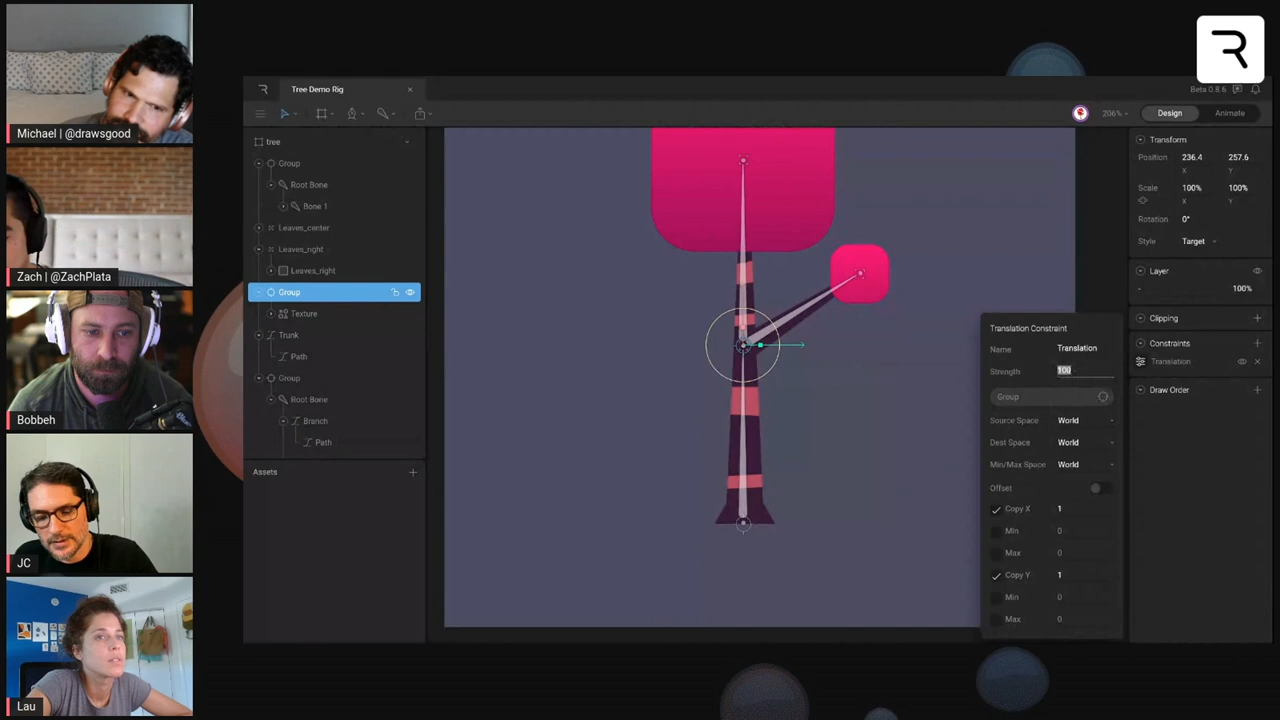 Michael | @drawsgood
Zach | @ZachPlata
Bobbeh
JC
Lau
Tree Demo Rig
Beta 0.8.6
206%
Design
Animate
tree
Group
Root Bone
Bone 1
Leaves_center
Leaves_right
Leaves_right
Group
Texture
Trunk
Path
Group
Root Bone
Branch
Path
Assets
Translation Constraint
Name Translation
Strength 100
Group
Source Space World
Dest Space World
Min/Max Space World
Offset
Copy X 1
Min 0
Max 0
Copy Y 1
Min 0
Max 0
Transform
Position 236.4 257.6
X Y
Scale 100% 100%
X Y
Rotation 0°
Style Target
Layer
- 100%
Clipping
Constraints
Translation
Draw Order